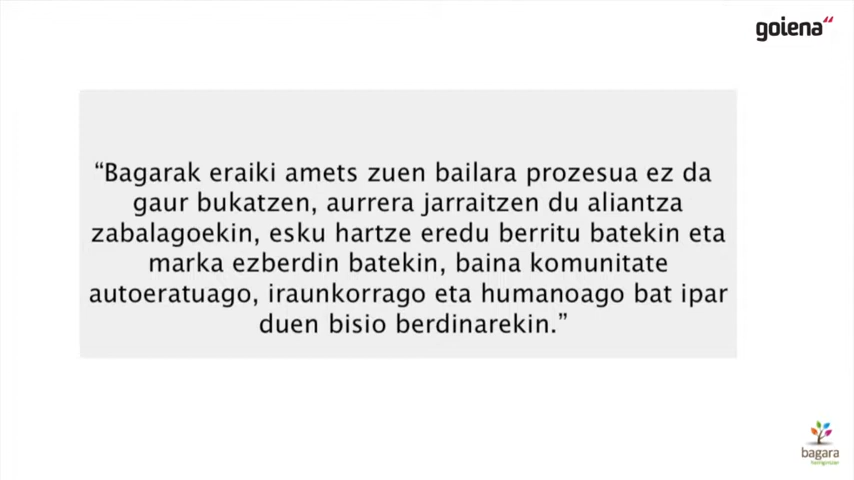 goiena
“Bagarak eraiki amets zuen bailara prozesua ez da
gaur bukatzen, aurrera jarraitzen du aliantza
zabalagoekin, esku hartze eredu berritu batekin eta
marka ezberdin batekin, baina komunitate
autoeratuago, iraunkorrago eta humanoago bat ipar
duen bisio berdinarekin.”
bagara